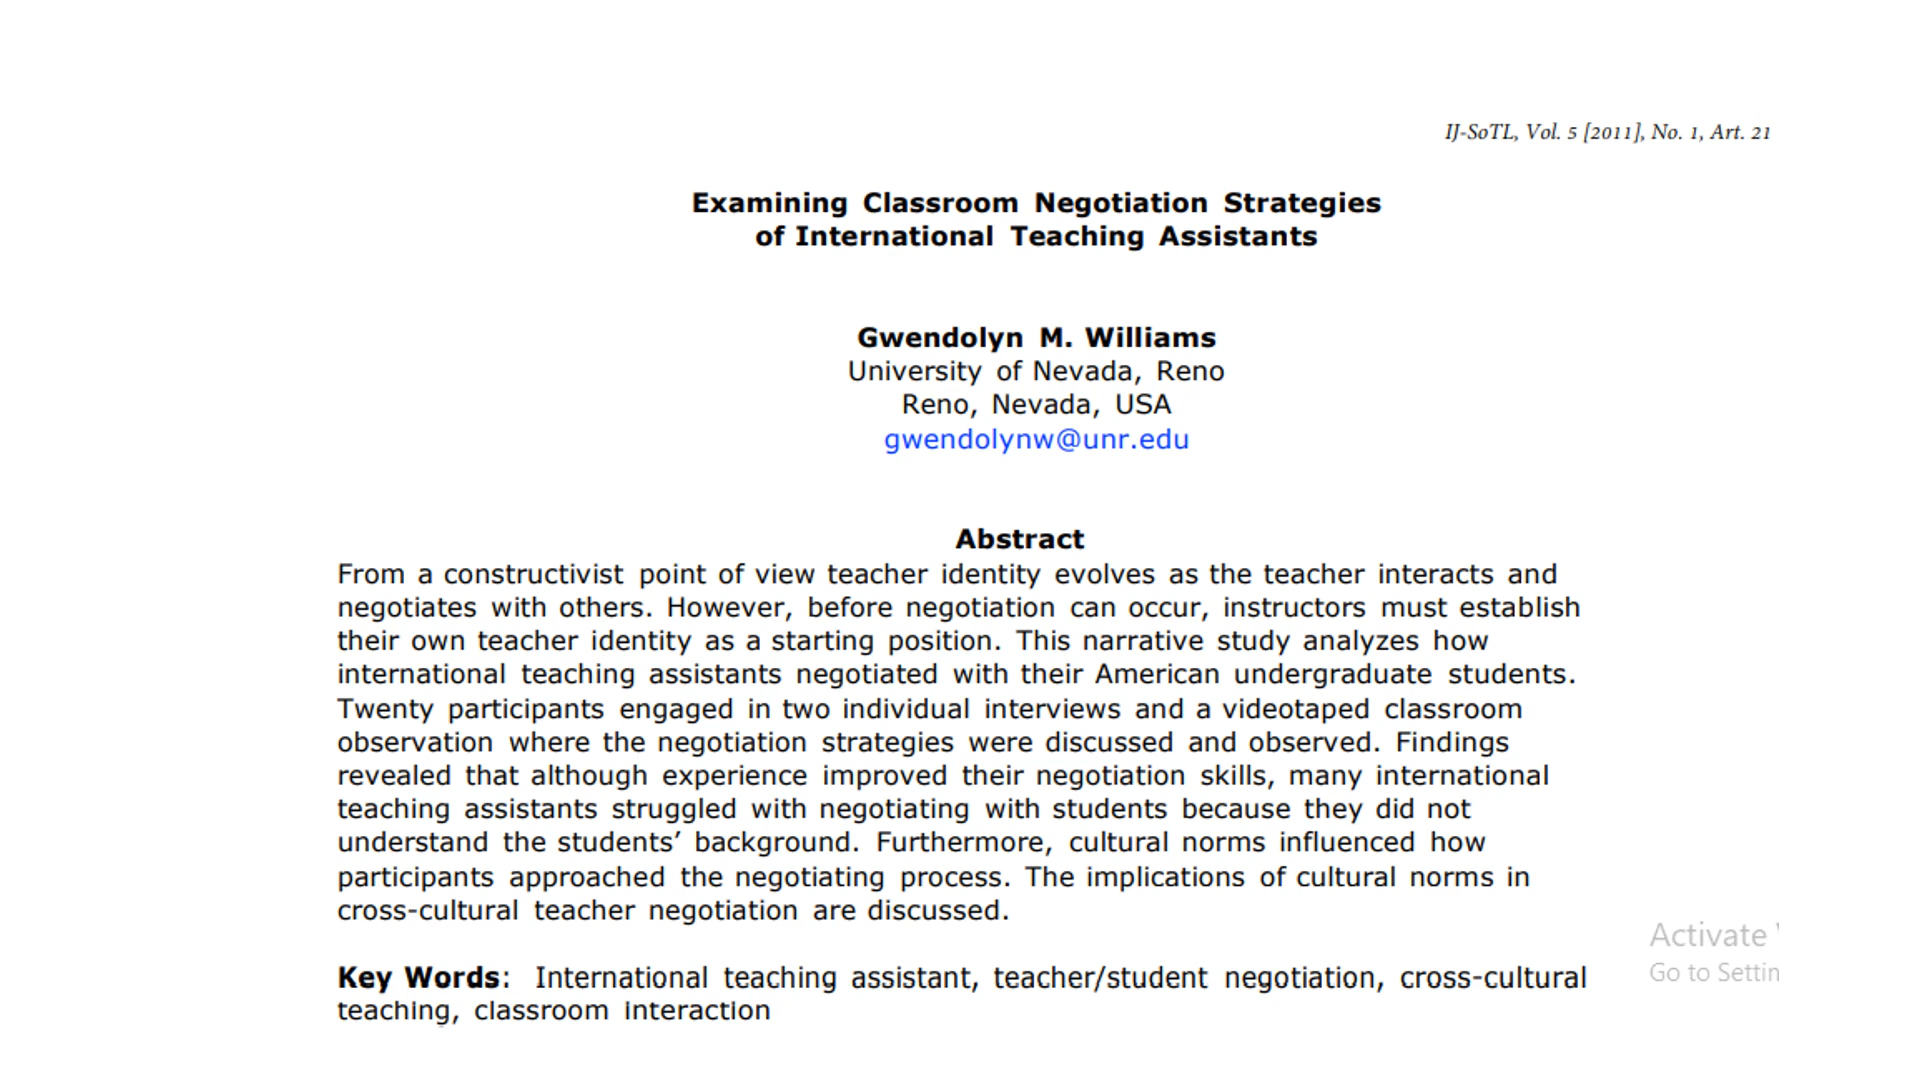 IJ-SoTL, Vol. 5 [2011], No. 1, Art. 21
Examining Classroom Negotiation Strategies
of International Teaching Assistants
Gwendolyn M. Williams
University of Nevada, Reno
Reno, Nevada, USA
gwendolynw@unr.edu
Abstract
From a constructivist point of view teacher identity evolves as the teacher interacts and
negotiates with others. However, before negotiation can occur, instructors must establish
their own teacher identity as a starting position. This narrative study analyzes how
international teaching assistants negotiated with their American undergraduate students.
Twenty participants engaged in two individual interviews and a videotaped classroom
observation where the negotiation strategies were discussed and observed. Findings
revealed that although experience improved their negotiation skills, many international
teaching assistants struggled with negotiating with students because they did not
understand the students’ background. Furthermore, cultural norms influenced how
participants approached the negotiating process. The implications of cultural norms in
cross-cultural teacher negotiation are discussed.
Activate
Go to Settin
Key Words: International teaching assistant, teacher/student negotiation, cross-cultural
teaching, classroom interaction